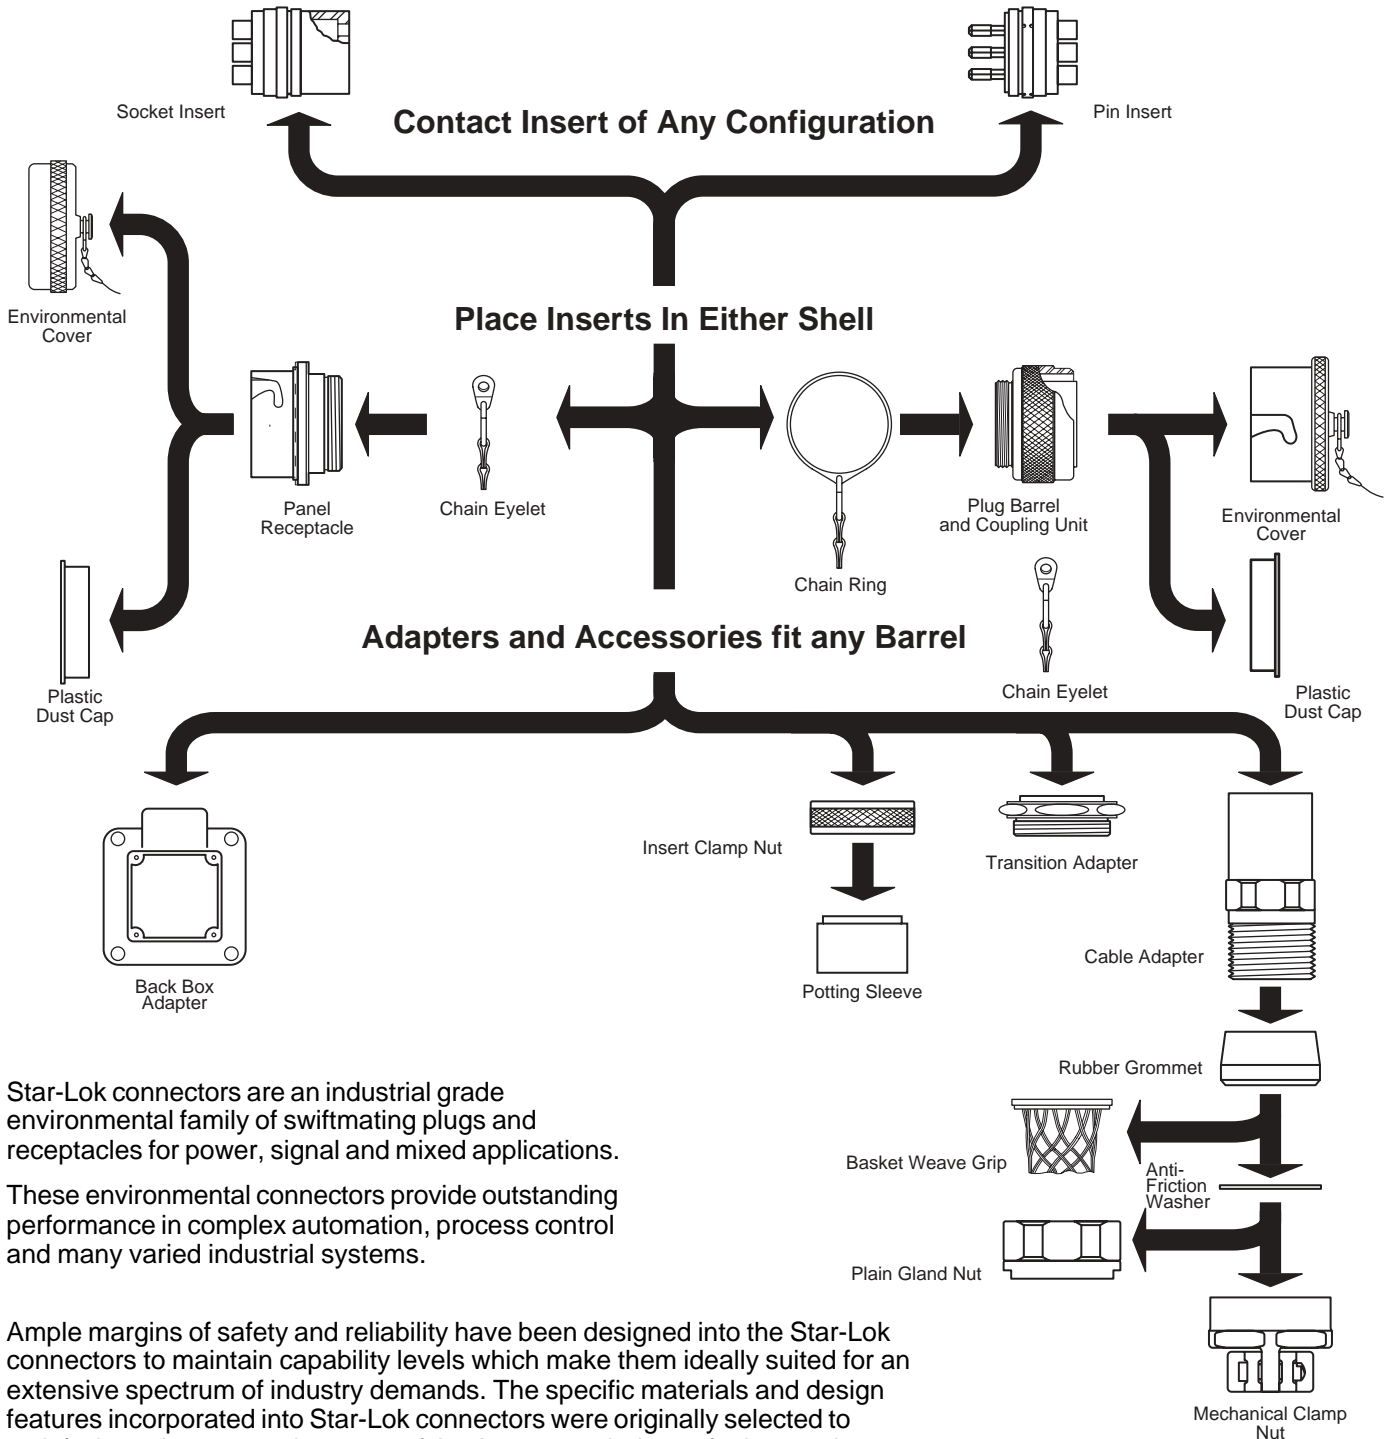 Socket Insert
Contact Insert of Any Configuration
Pin Insert
Environmental
Cover
Place Inserts In Either Shell
Panel
Receptacle
Chain Eyelet
Chain Ring
Plug Barrel
and Coupling Unit
Environmental
Cover
Adapters and Accessories fit any Barrel
Plastic
Dust Cap
Chain Eyelet
Plastic
Dust Cap
Insert Clamp Nut
Transition Adapter
Back Box
Adapter
Potting Sleeve
Cable Adapter
Rubber Grommet
Basket Weave Grip
Anti-
Friction
Washer
Plain Gland Nut
Mechanical Clamp
Nut
Star-Lok connectors are an industrial grade
environmental family of swiftmating plugs and
receptacles for power, signal and mixed applications.
These environmental connectors provide outstanding
performance in complex automation, process control
and many varied industrial systems.
Ample margins of safety and reliability have been designed into the Star-Lok
connectors to maintain capability levels which make them ideally suited for an
extensive spectrum of industry demands. The specific materials and design
features incorporated into Star-Lok connectors were originally selected to